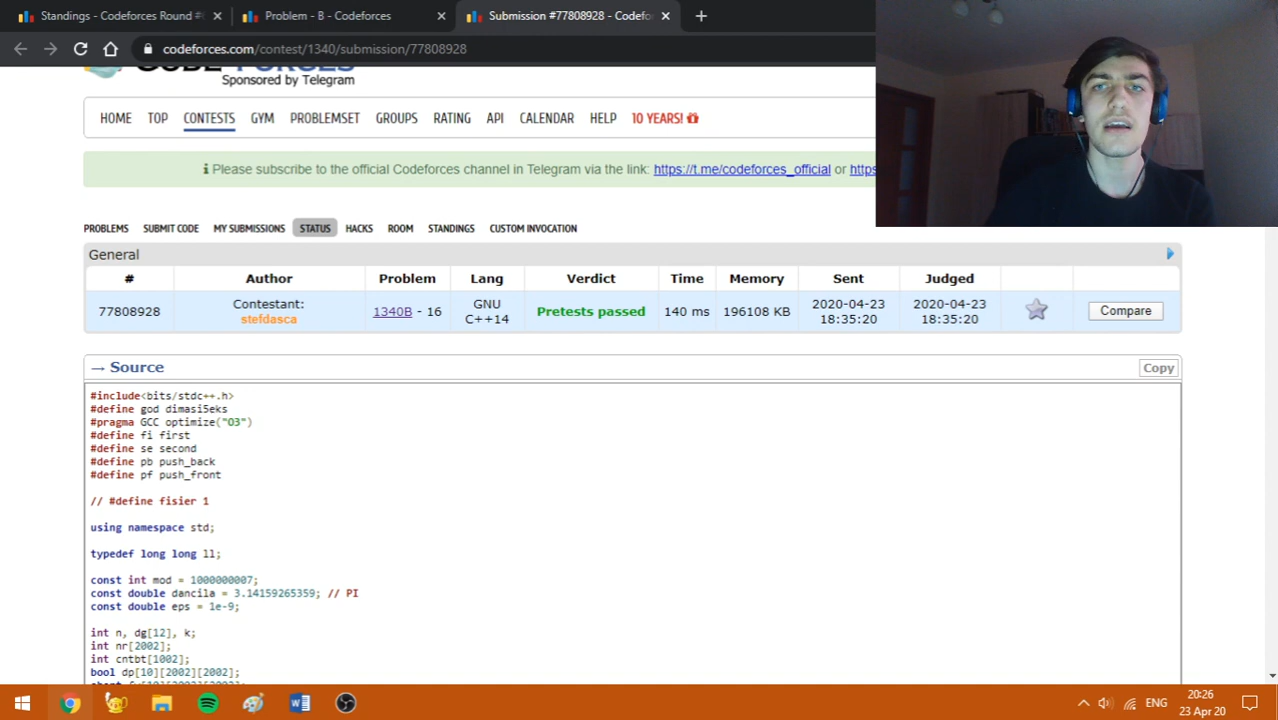 Standings - Codeforces Round #
Problem - B - Codeforces
Submission #77808928 - Codefo
codeforces.com/contest/1340/submission/77808928
CODEFORCES
Sponsored by Telegram
HOME TOP CONTESTS GYM PROBLEMSET GROUPS RATING API CALENDAR HELP 10 YEARS!
Please subscribe to the official Codeforces channel in Telegram via the link: https://t.me/codeforces_official or https
PROBLEMS SUBMIT CODE MY SUBMISSIONS STATUS HACKS ROOM STANDINGS CUSTOM INVOCATION
General
# Author Problem Lang Verdict Time Memory Sent Judged
77808928 Contestant: stefdasca 1340B - 16 GNU C++14 Pretests passed 140 ms 196108 KB 2020-04-23 18:35:20 2020-04-23 18:35:20 Compare
→ Source
Copy
#include<bits/stdc++.h>
#define god dimasi5eks
#pragma GCC optimize("O3")
#define fi first
#define se second
#define pb push_back
#define pf push_front
// #define fisier 1
using namespace std;
typedef long long ll;
const int mod = 1000000007;
const double dancila = 3.14159265359; // PI
const double eps = 1e-9;
int n, dg[12], k;
int nr[2002];
int cntbt[1002];
bool dp[10][2002][2002];
ENG
20:26
23 Apr 20